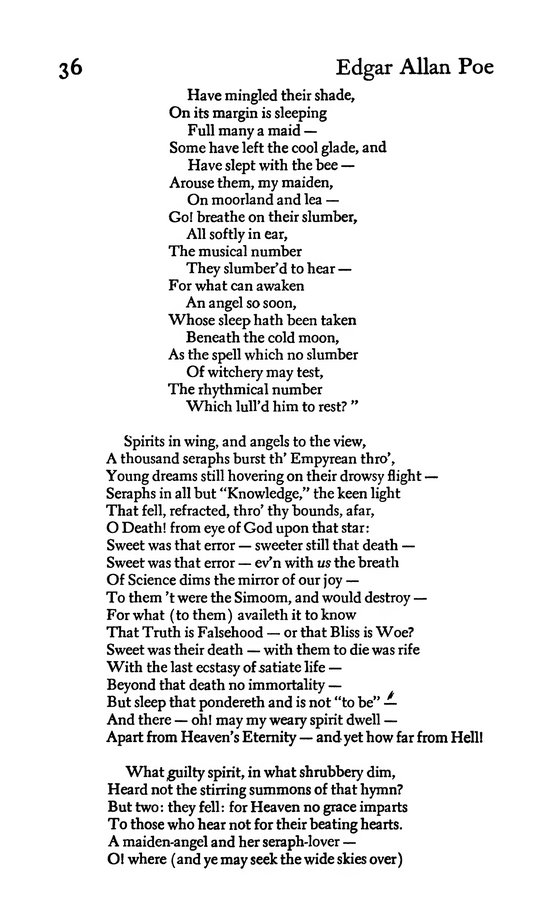 36 Edgar Allan Poe
Have mingled their shade,
On its margin is sleeping
Full many a maid —
Some have left the cool glade, and
Have slept with the bee —
Arouse them, my maiden,
On moorland and lea —
Go! breathe on their slumber,
All softly in ear,
The musical number
They slumber'd to hear —
For what can awaken
An angel so soon,
Whose sleep hath been taken
Beneath the cold moon,
As the spell which no slumber
Of witchery may test,
The rhythmical number
Which lull'd him to rest? ”
Spirits in wing, and angels to the view,
A thousand seraphs burst th' Empyrean thro',
Young dreams still hovering on their drowsy flight —
Seraphs in all but “Knowledge,” the keen light
That fell, refracted, thro' thy bounds, afar,
O Death! from eye of God upon that star:
Sweet was that error — sweeter still that death —
Sweet was that error — ev'n with us the breath
Of Science dims the mirror of our joy —
To them 't were the Simoom, and would destroy —
For what (to them) availeth it to know
That Truth is Falsehood — or that Bliss is Woe?
Sweet was their death — with them to die was rife
With the last ecstasy of satiate life —
Beyond that death no immortality —
But sleep that pondereth and is not “to be” —
And there — oh! may my weary spirit dwell —
Apart from Heaven's Eternity — and yet how far from Hell!
What guilty spirit, in what shrubbery dim,
Heard not the stirring summons of that hymn?
But two: they fell: for Heaven no grace imparts
To those who hear not for their beating hearts.
A maiden-angel and her seraph-lover —
O! where (and ye may seek the wide skies over)